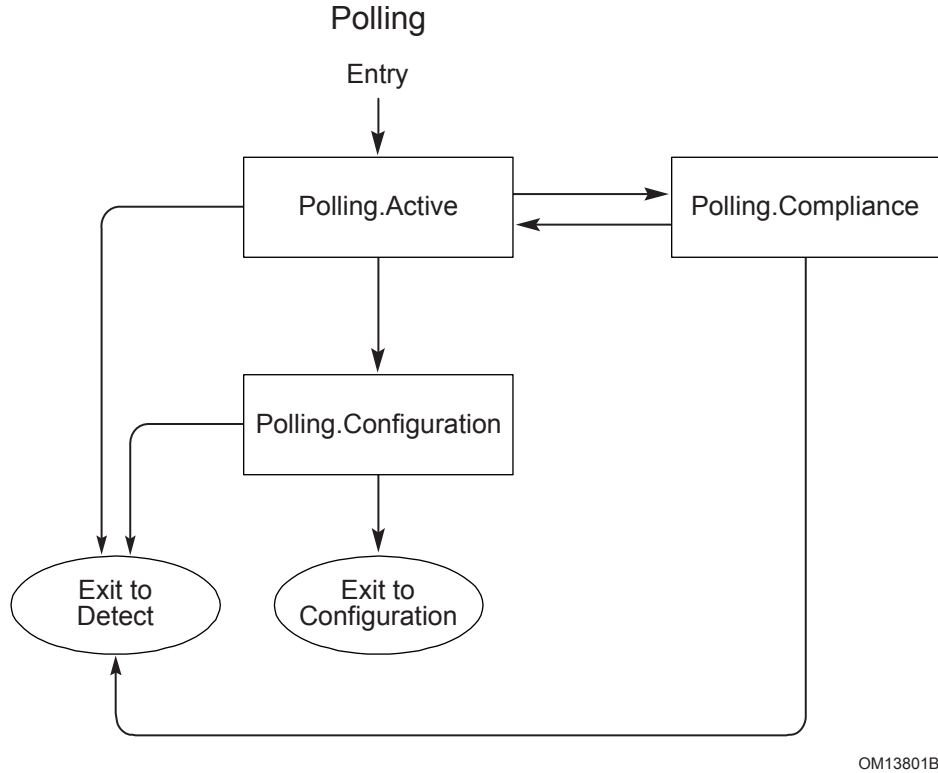 Polling
Entry
Polling.Active
Polling.Compliance
Polling.Configuration
Exit to
Detect
Exit to
Configuration
OM13801B